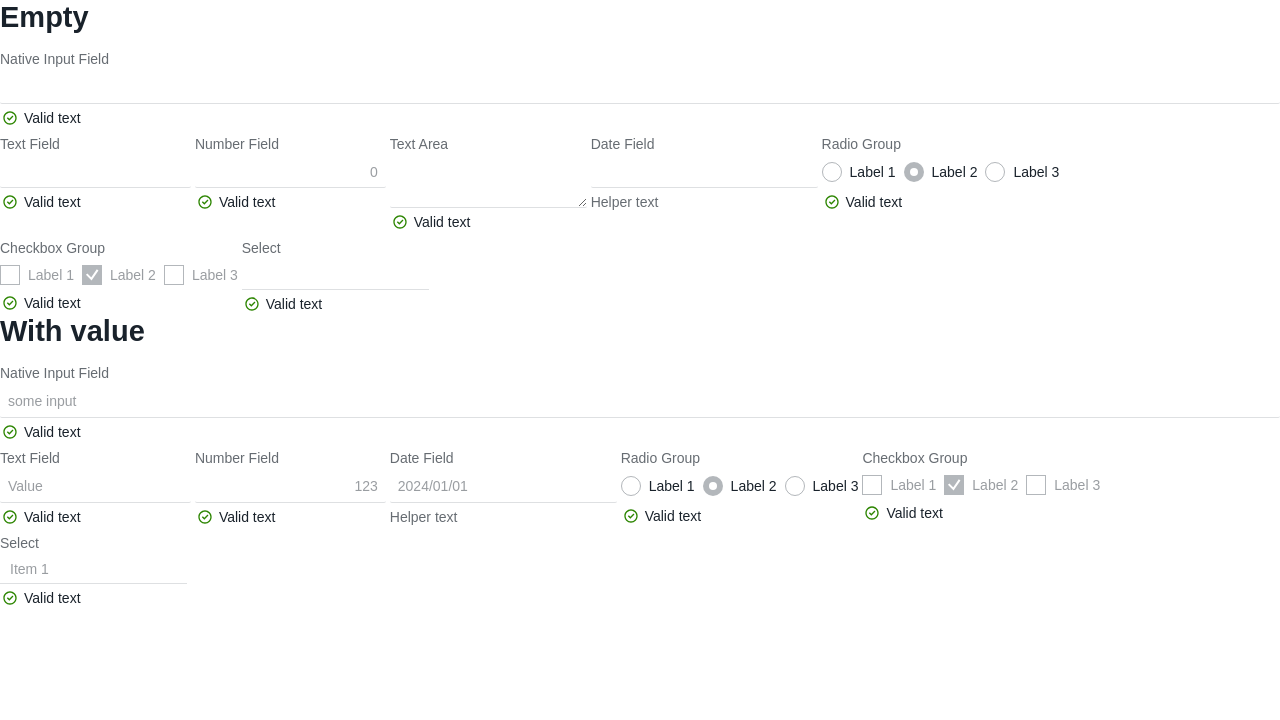 Empty
Native Input Field
Valid text
Text Field Number Field Text Area Date Field Radio Group
0 Label 1 Label 2 Label 3
Valid text Valid text Helper text Valid text
Valid text
Checkbox Group Select
Label 1 Label 2 Label 3
Valid text Valid text
With value
Native Input Field
some input
Valid text
Text Field Number Field Date Field Radio Group Checkbox Group
Value 123 2024/01/01 Label 1 Label 2 Label 3 Label 1 Label 2 Label 3
Valid text Valid text Helper text Valid text Valid text
Select
Item 1
Valid text